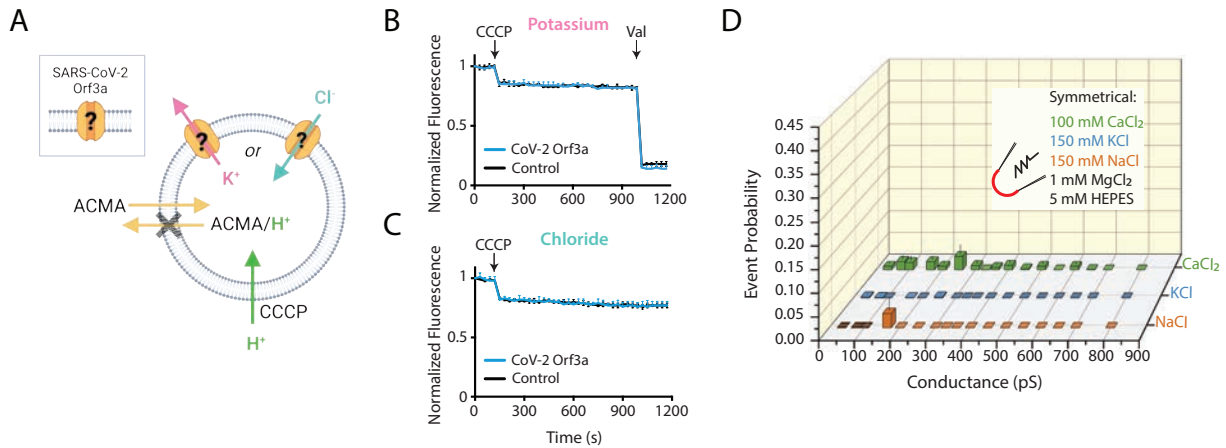 A
SARS-CoV-2
Orf3a
?
?
?
Cl-
or
K+
ACMA
ACMA/H+
CCCP
H+
B
Potassium
CCCP
Val
Normalized Fluorescence
1
0.5
0
CoV-2 Orf3a
Control
0
300
600
900
1200
C
Chloride
CCCP
Normalized Fluorescence
1
0.5
0
CoV-2 Orf3a
Control
0
300
600
900
1200
Time (s)
D
Symmetrical:
100 mM CaCl₂
150 mM KCl
150 mM NaCl
1 mM MgCl₂
5 mM HEPES
Event Probability
0.45
0.40
0.35
0.30
0.25
0.20
0.15
0.10
0.05
0.00
CaCl₂
KCl
NaCl
0
100
200
300
400
500
600
700
800
900
Conductance (pS)